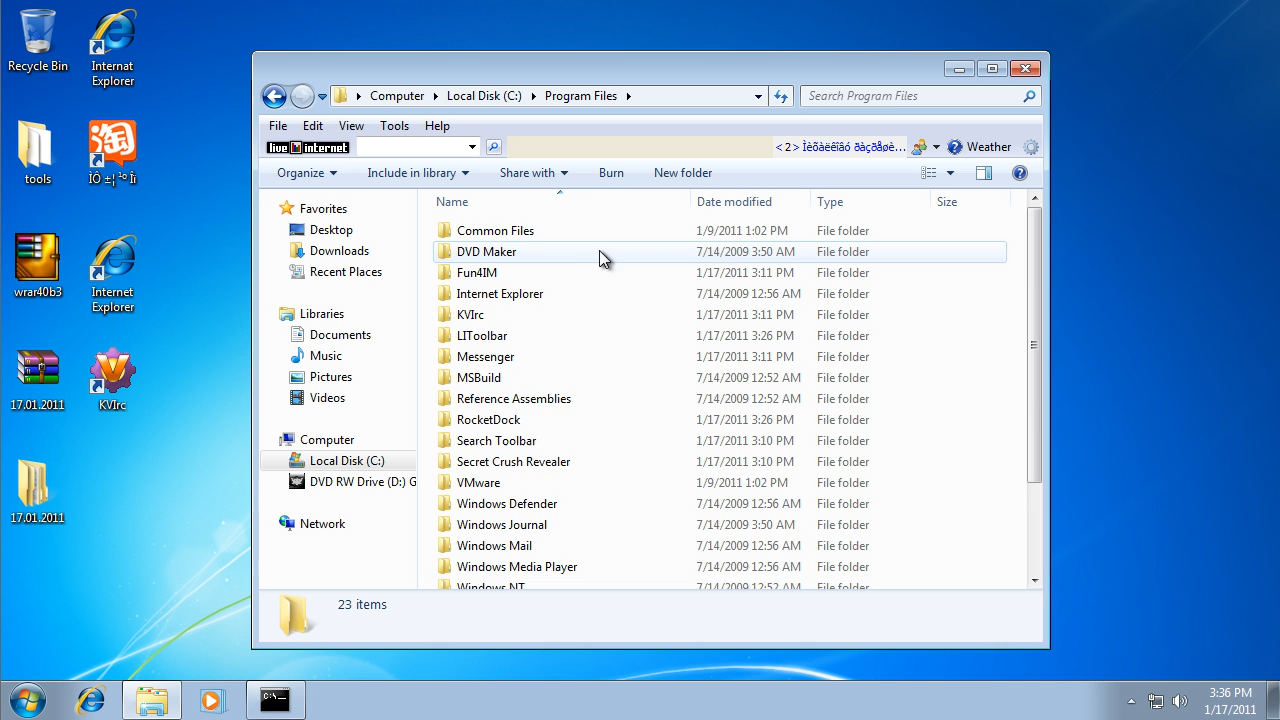 Recycle Bin
Internat Explorer
tools
ÌÔ ±¦ ¹º Îï
wrar40b3
Internet Explorer
17.01.2011
KVIrc
17.01.2011
Computer
Local Disk (C:)
Program Files
Search Program Files
File Edit View Tools Help
live internet
Weather
Organize
Include in library
Share with
Burn
New folder
Name Date modified Type Size
Favorites
Desktop
Downloads
Recent Places
Libraries
Documents
Music
Pictures
Videos
Computer
Local Disk (C:)
DVD RW Drive (D:) G
Network
Common Files 1/9/2011 1:02 PM File folder
DVD Maker 7/14/2009 3:50 AM File folder
Fun4IM 1/17/2011 3:11 PM File folder
Internet Explorer 7/14/2009 12:56 AM File folder
KVIrc 1/17/2011 3:11 PM File folder
LIToolbar 1/17/2011 3:26 PM File folder
Messenger 1/17/2011 3:11 PM File folder
MSBuild 7/14/2009 12:52 AM File folder
Reference Assemblies 7/14/2009 12:52 AM File folder
RocketDock 1/17/2011 3:26 PM File folder
Search Toolbar 1/17/2011 3:10 PM File folder
Secret Crush Revealer 1/17/2011 3:10 PM File folder
VMware 1/9/2011 1:02 PM File folder
Windows Defender 7/14/2009 12:56 AM File folder
Windows Journal 7/14/2009 3:50 AM File folder
Windows Mail 7/14/2009 12:56 AM File folder
Windows Media Player 7/14/2009 12:56 AM File folder
Windows NT 7/14/2009 12:52 AM File folder
23 items
3:36 PM
1/17/2011